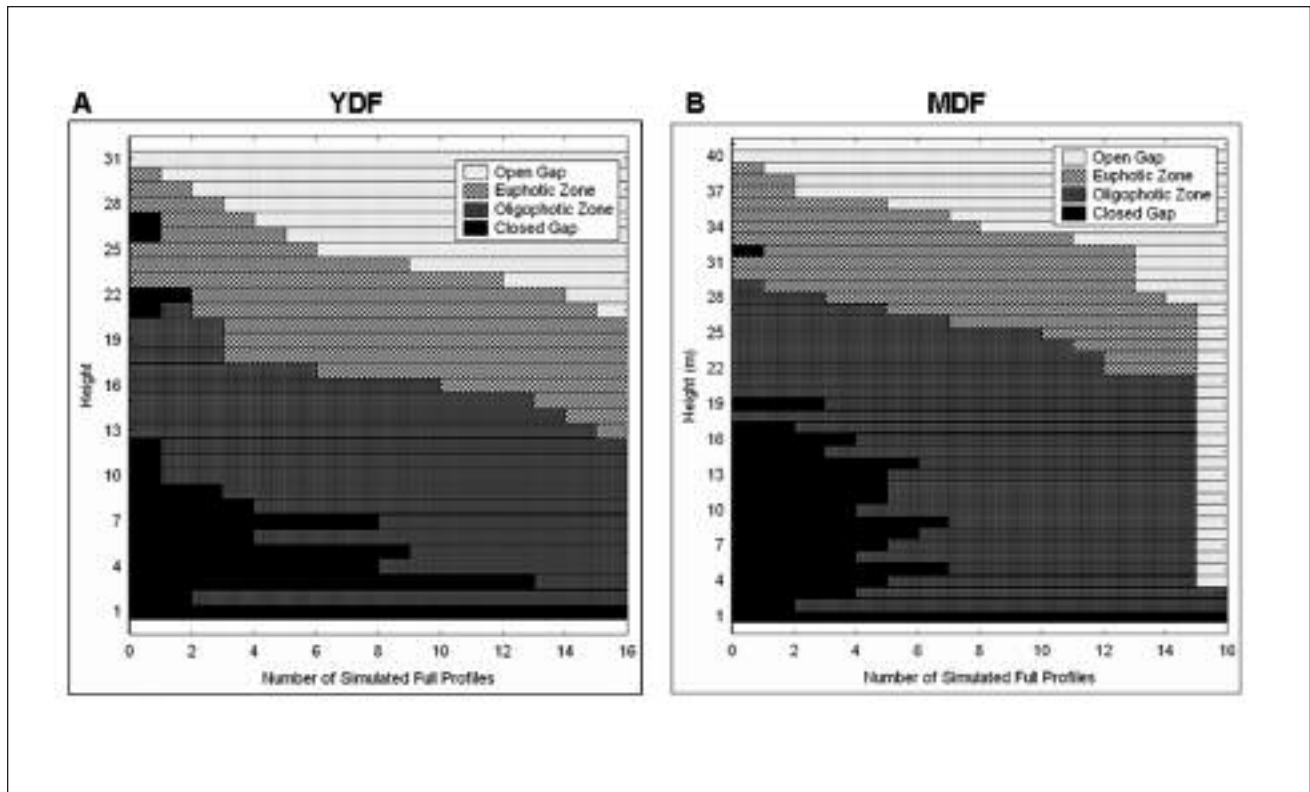 A
YDF
31
28
25
22
19
16
13
10
7
4
1
Height
Open Gap
Euphotic Zone
Oligophotic Zone
Closed Gap
0 2 4 6 8 10 12 14 16
Number of Simulated Full Profiles
B
MDF
40
37
34
31
28
25
22
19
16
13
10
7
4
1
Height (m)
Open Gap
Euphotic Zone
Oligophotic Zone
Closed Gap
0 2 4 6 8 10 12 14 16
Number of Simulated Full Profiles